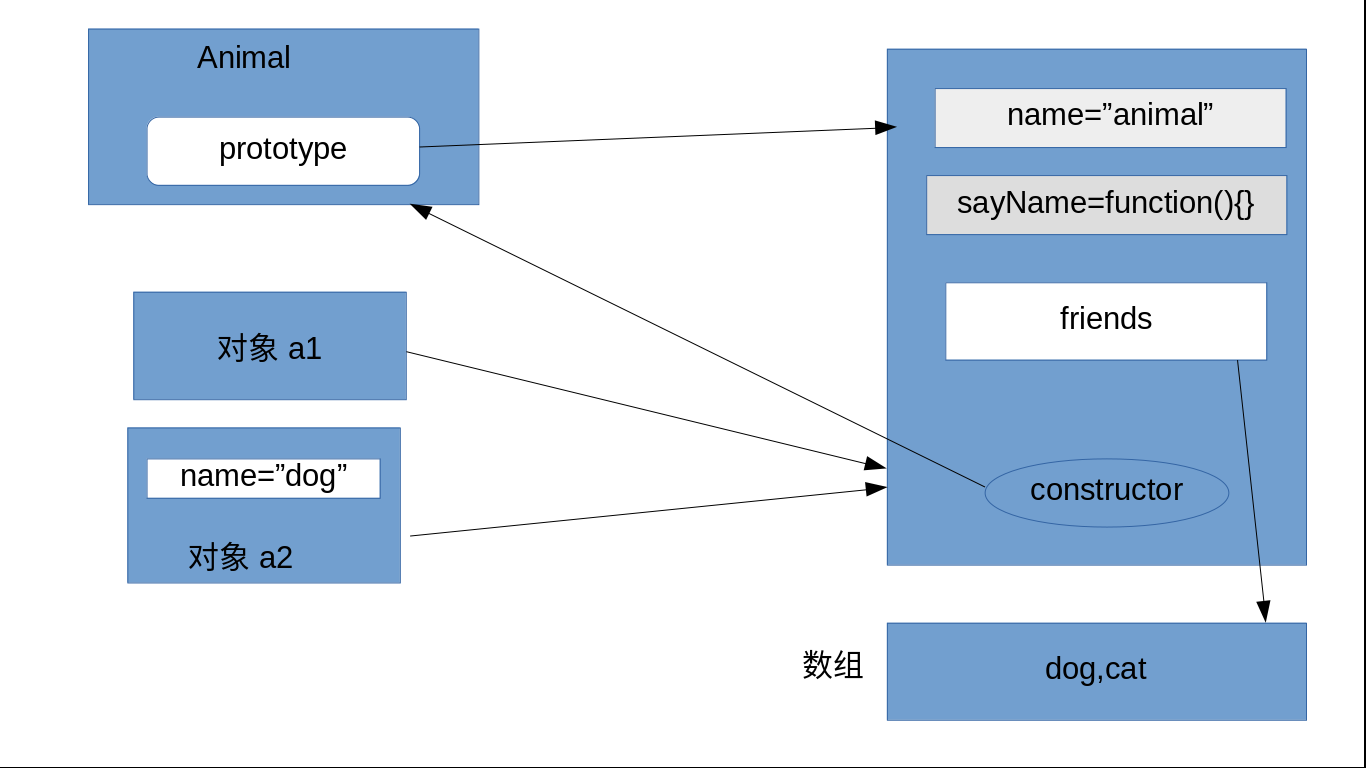 Animal
prototype
name=”animal”
sayName=function(){}
friends
对象 a1
name=”dog”
对象 a2
constructor
数组
dog,cat